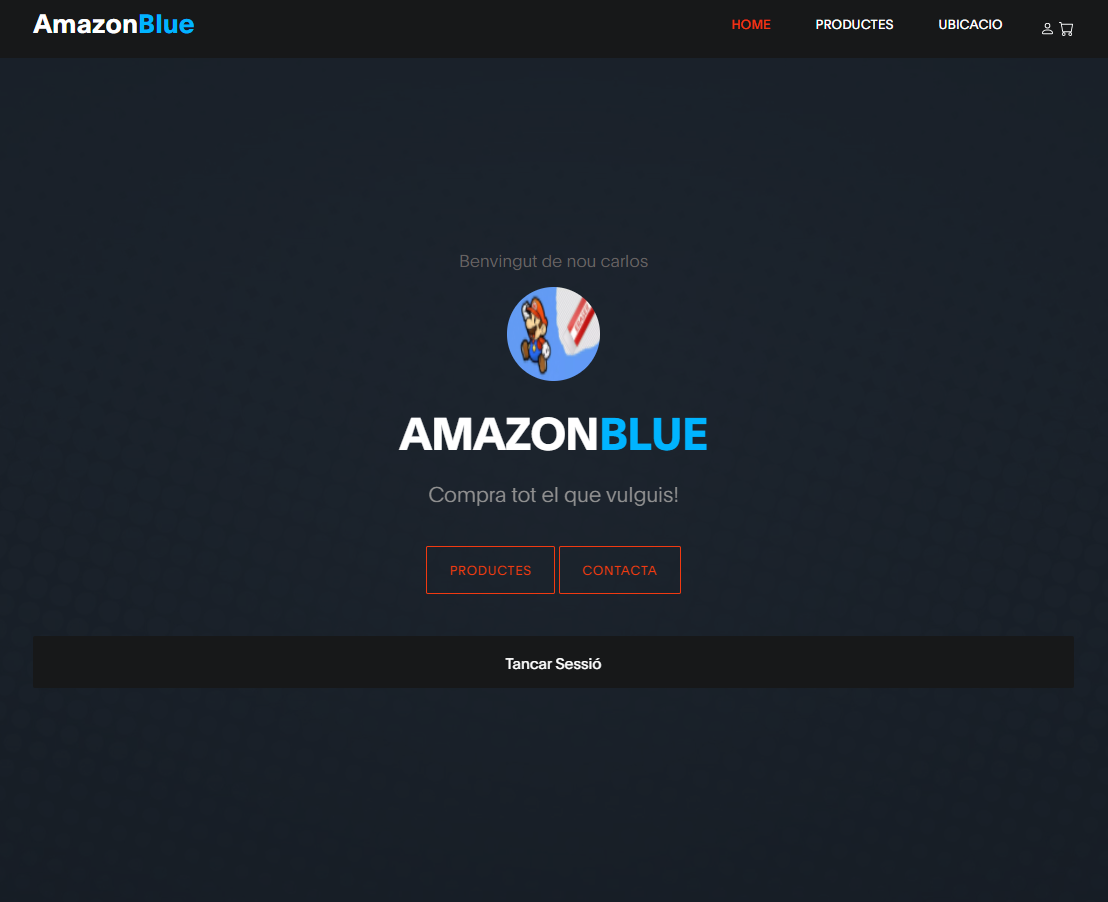 AmazonBlue
HOME PRODUCTES UBICACIO
Benvingut de nou carlos
AMAZONBLUE
Compra tot el que vulguis!
PRODUCTES CONTACTA
Tancar Sessió